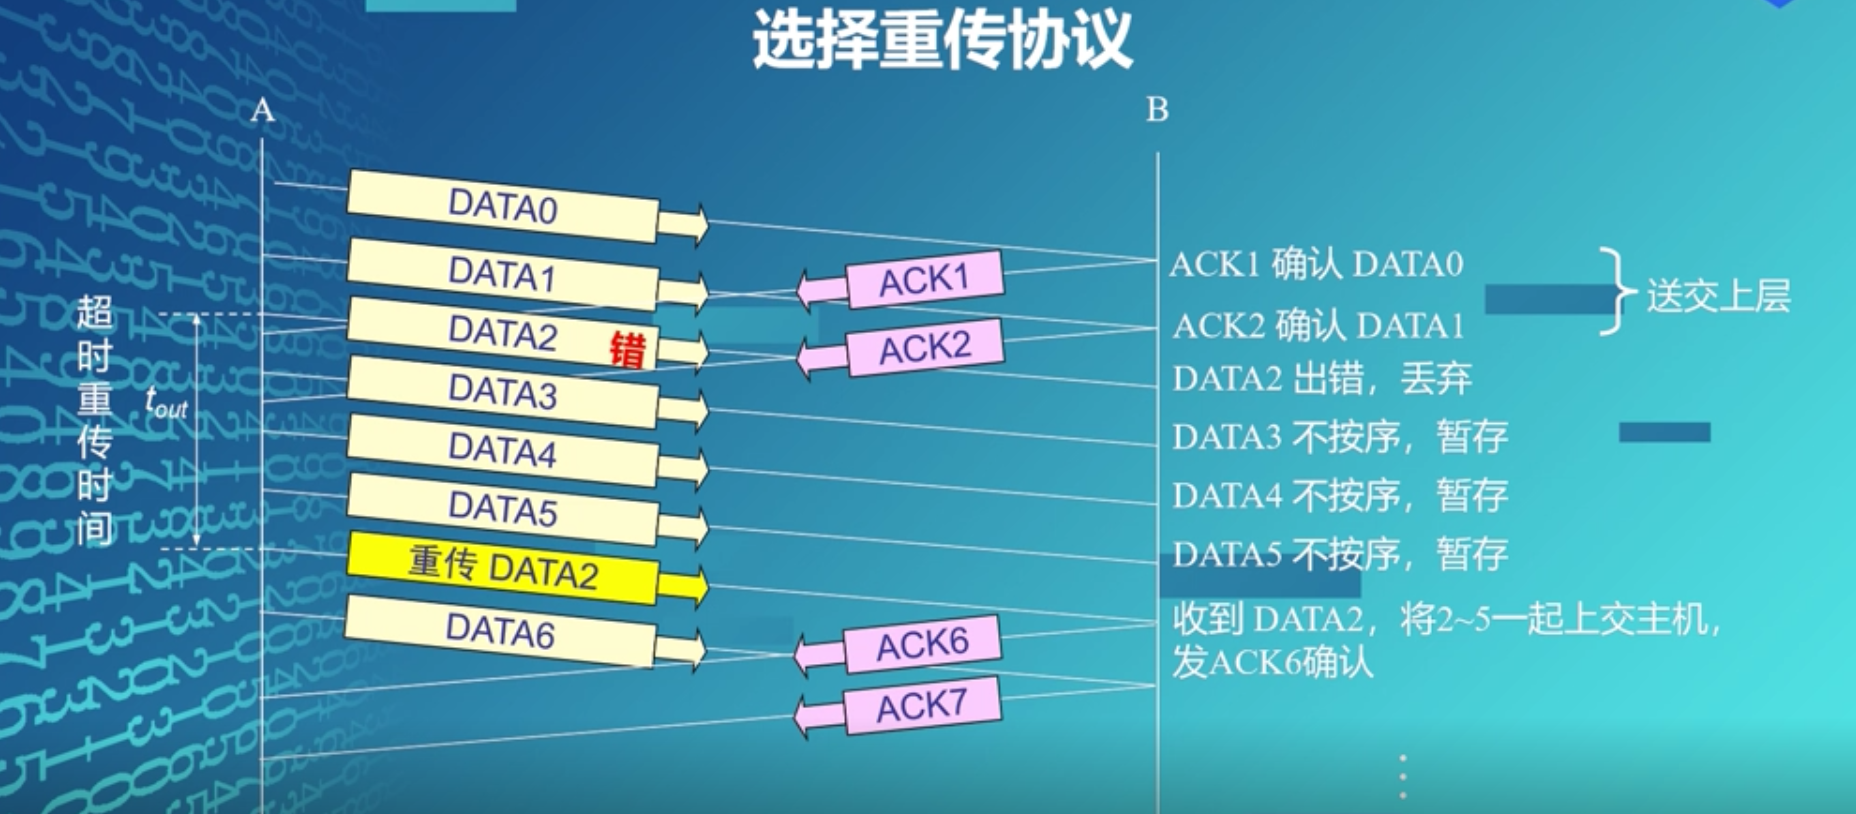 选择重传协议
A
B
DATA0
DATA1
DATA2 错
DATA3
DATA4
DATA5
重传 DATA2
DATA6
ACK1
ACK2
ACK6
ACK7
超时重传时间
tout
ACK1 确认 DATA0
ACK2 确认 DATA1
送交上层
DATA2 出错，丢弃
DATA3 不按序，暂存
DATA4 不按序，暂存
DATA5 不按序，暂存
收到 DATA2，将2~5一起上交主机，
发ACK6确认